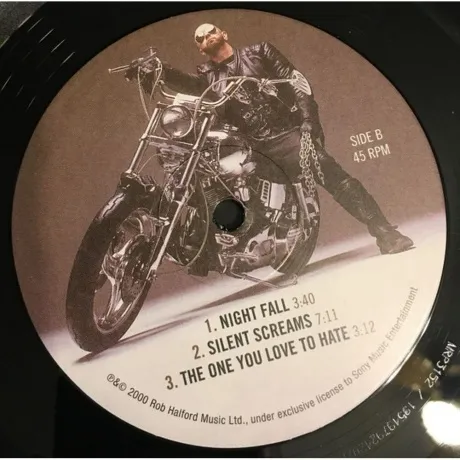 SIDE B
45 RPM
1. NIGHT FALL 3:40
2. SILENT SCREAMS 7:11
3. THE ONE YOU LOVE TO HATE 3:12
℗&© 2000 Rob Halford Music Ltd., under exclusive license to Sony Music Entertainment
MRP3152 /